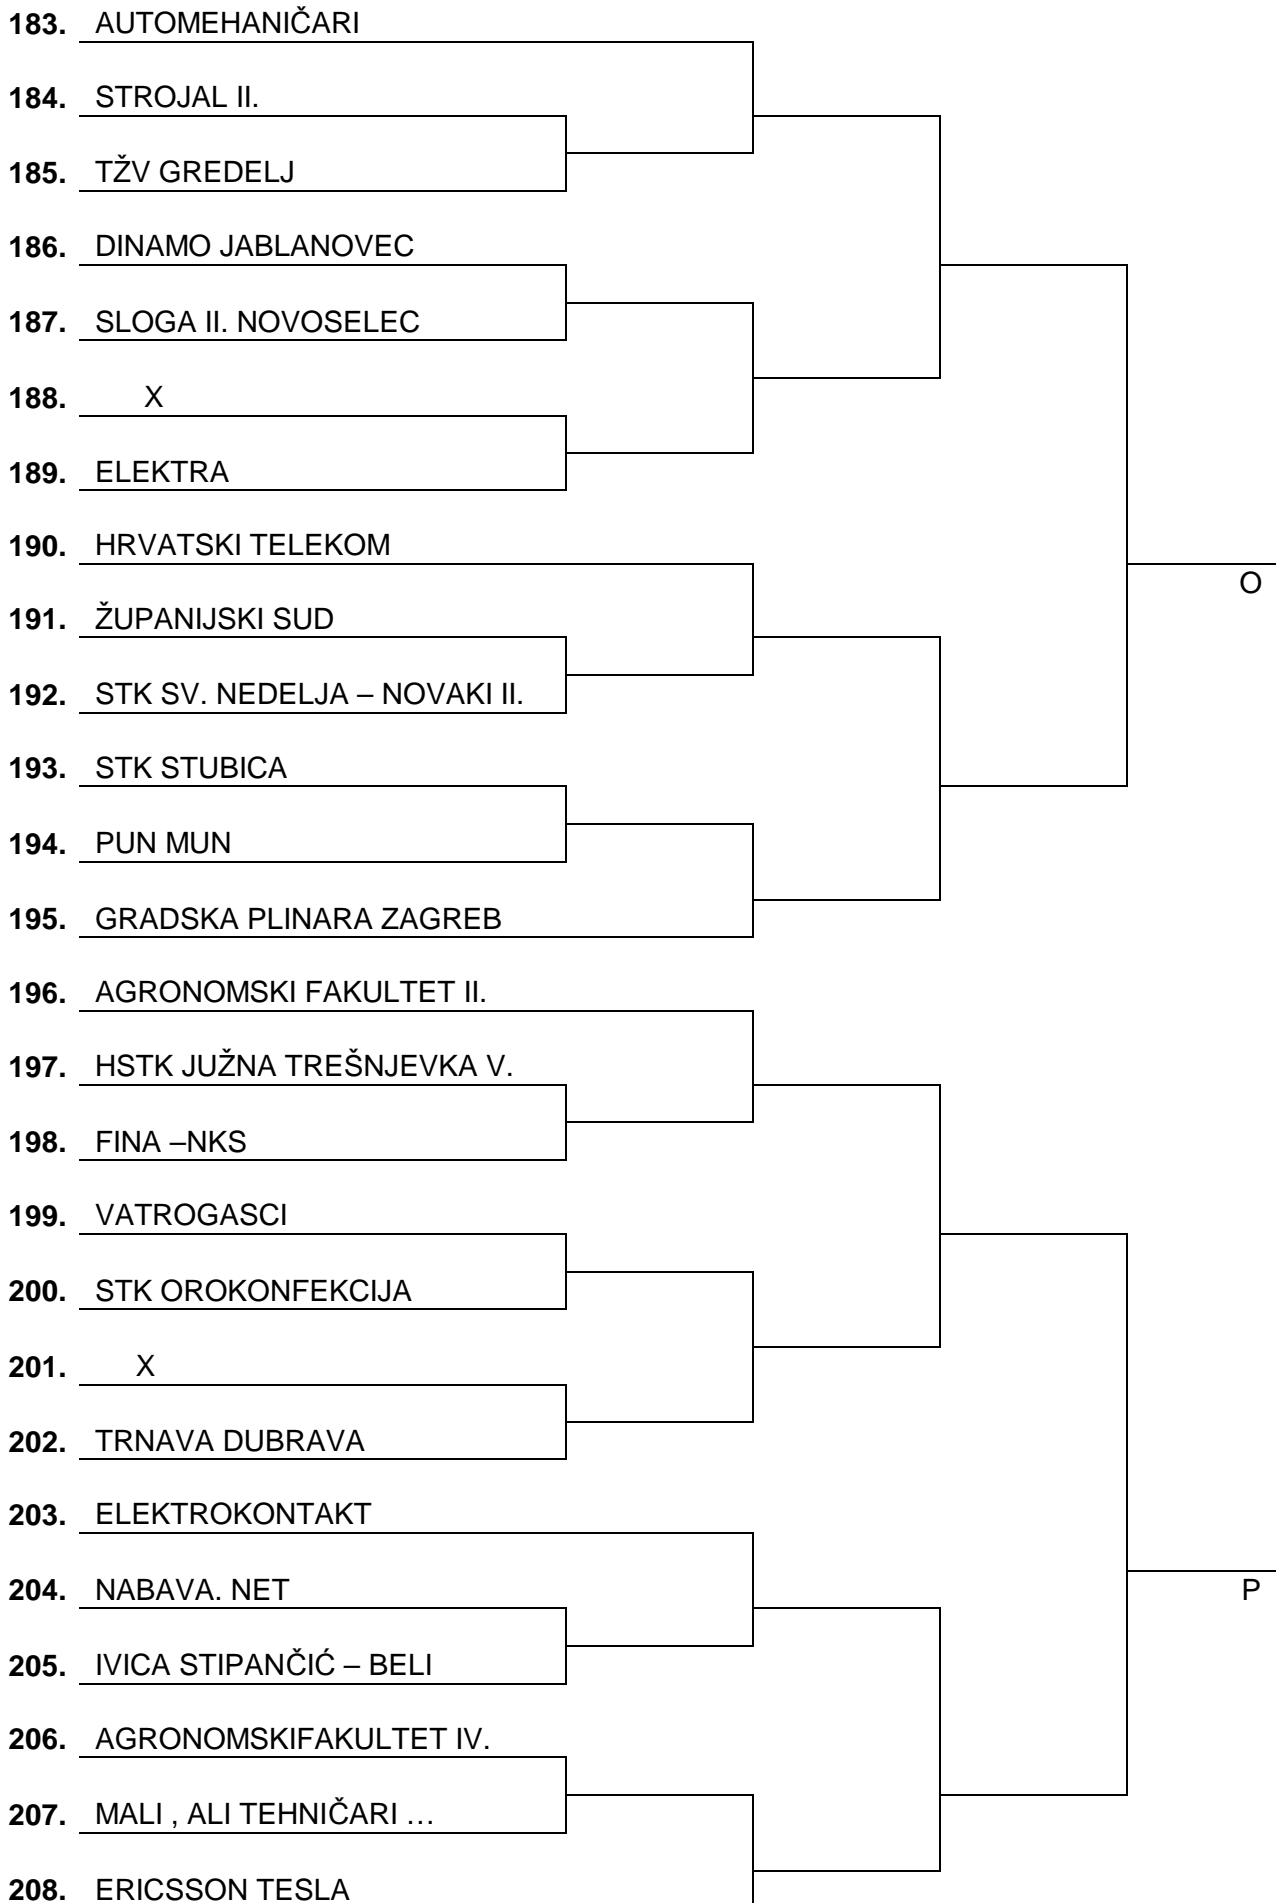 183. AUTOMEHANIČARI
184. STROJAL II.
185. TŽV GREDELJ
186. DINAMO JABLANOVEC
187. SLOGA II. NOVOSELEC
188. X
189. ELEKTRA
190. HRVATSKI TELEKOM
O
191. ŽUPANIJSKI SUD
192. STK SV. NEDELJA – NOVAKI II.
193. STK STUBICA
194. PUN MUN
195. GRADSKA PLINARA ZAGREB
196. AGRONOMSKI FAKULTET II.
197. HSTK JUŽNA TREŠNJEVKA V.
198. FINA –NKS
199. VATROGASCI
200. STK OROKONFEKCIJA
201. X
202. TRNAVA DUBRAVA
203. ELEKTROKONTAKT
204. NABAVA. NET
P
205. IVICA STIPANČIĆ – BELI
206. AGRONOMSKIFAKULTET IV.
207. MALI , ALI TEHNIČARI …
208. ERICSSON TESLA